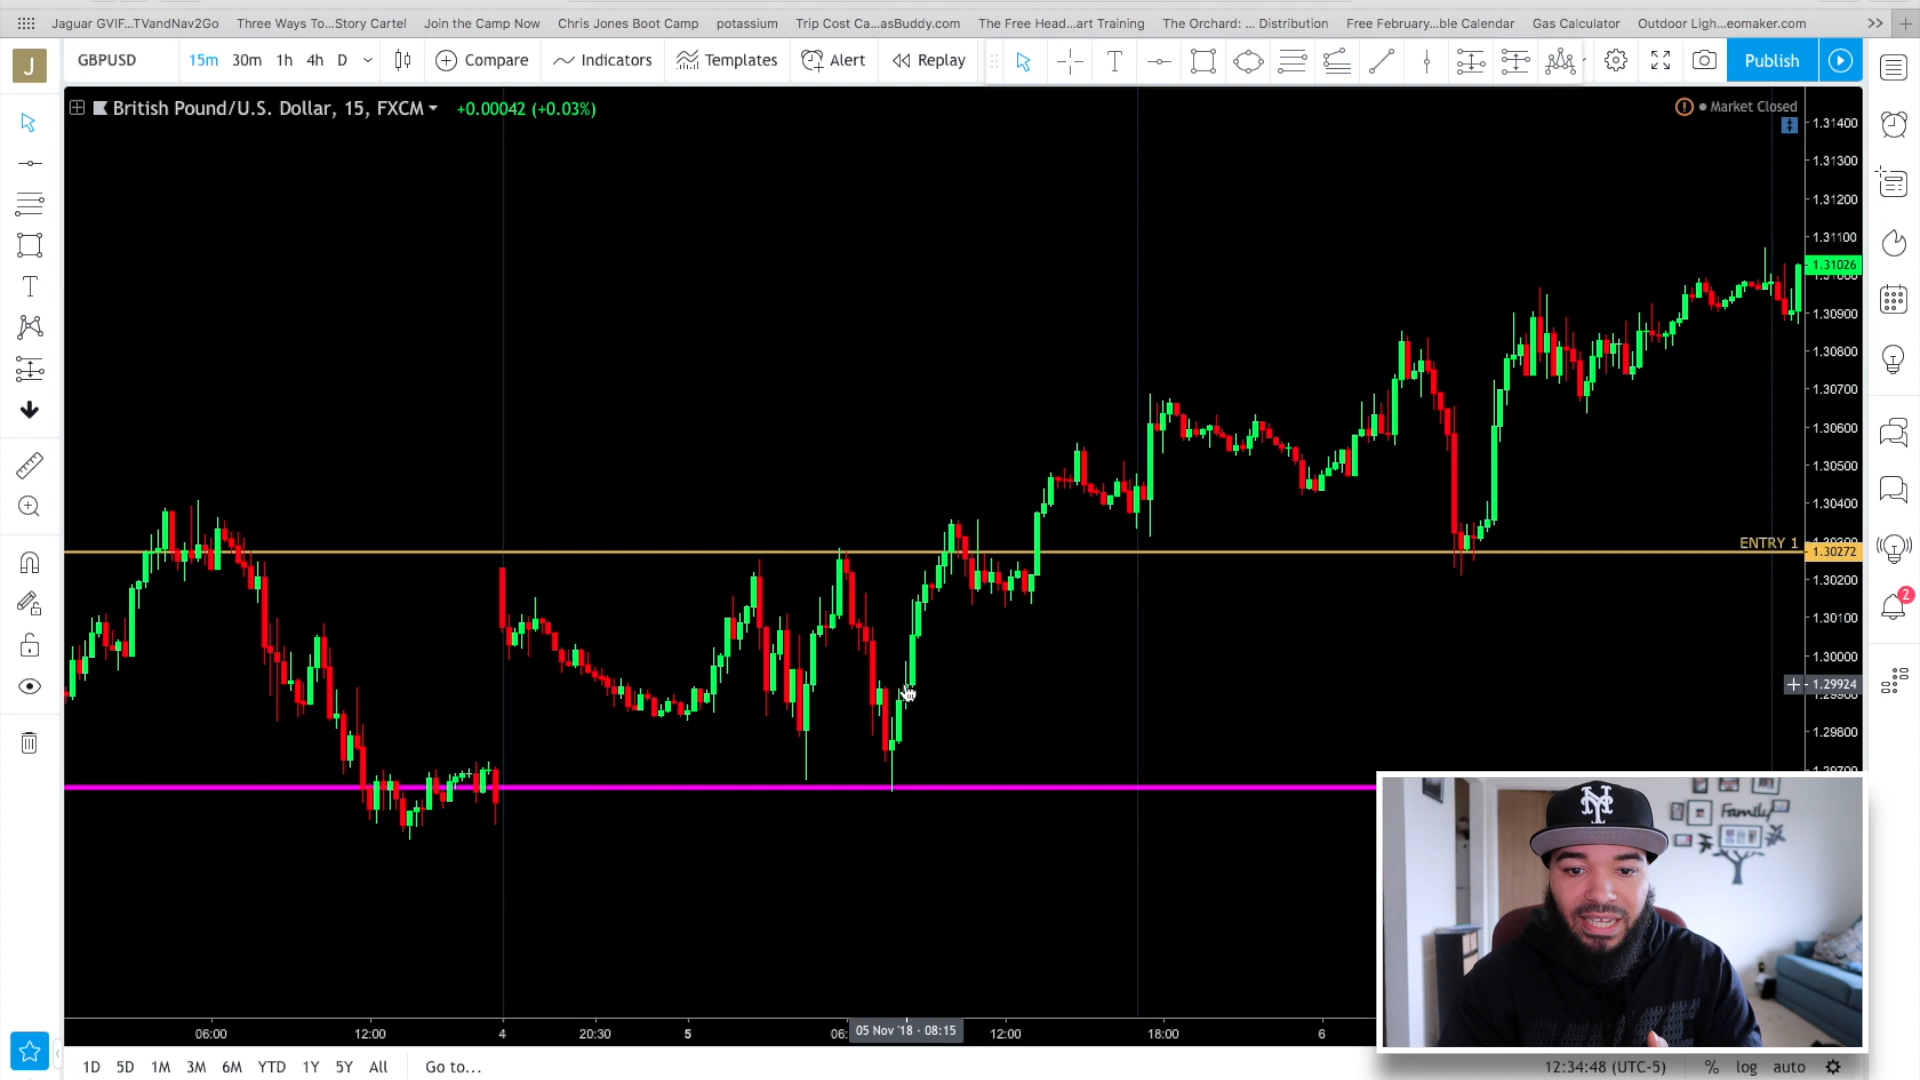 Jaguar GVIF...TVandNav2Go Three Ways To...Story Cartel Join the Camp Now Chris Jones Boot Camp potassium Trip Cost Ca...asBuddy.com The Free Head...art Training The Orchard: ... Distribution Free February...ble Calendar Gas Calculator Outdoor Ligh...eomaker.com >> +
J GBPUSD 15m 30m 1h 4h D Compare Indicators Templates Alert Replay T Publish
British Pound/U.S. Dollar, 15, FXCM +0.00042 (+0.03%)
Market Closed
1.31400
1.31300
1.31200
1.31100
1.31026
1.30900
1.30800
1.30700
1.30600
1.30500
1.30400
ENTRY 1 1.30272
1.30200
1.30100
1.30000
1.29924
1.29800
2
T
NY
Family
06:00 12:00 4 20:30 5 06: 05 Nov '18 - 08:15 12:00 18:00 6
1D 5D 1M 3M 6M YTD 1Y 5Y All Go to... 12:34:48 (UTC-5) % log auto